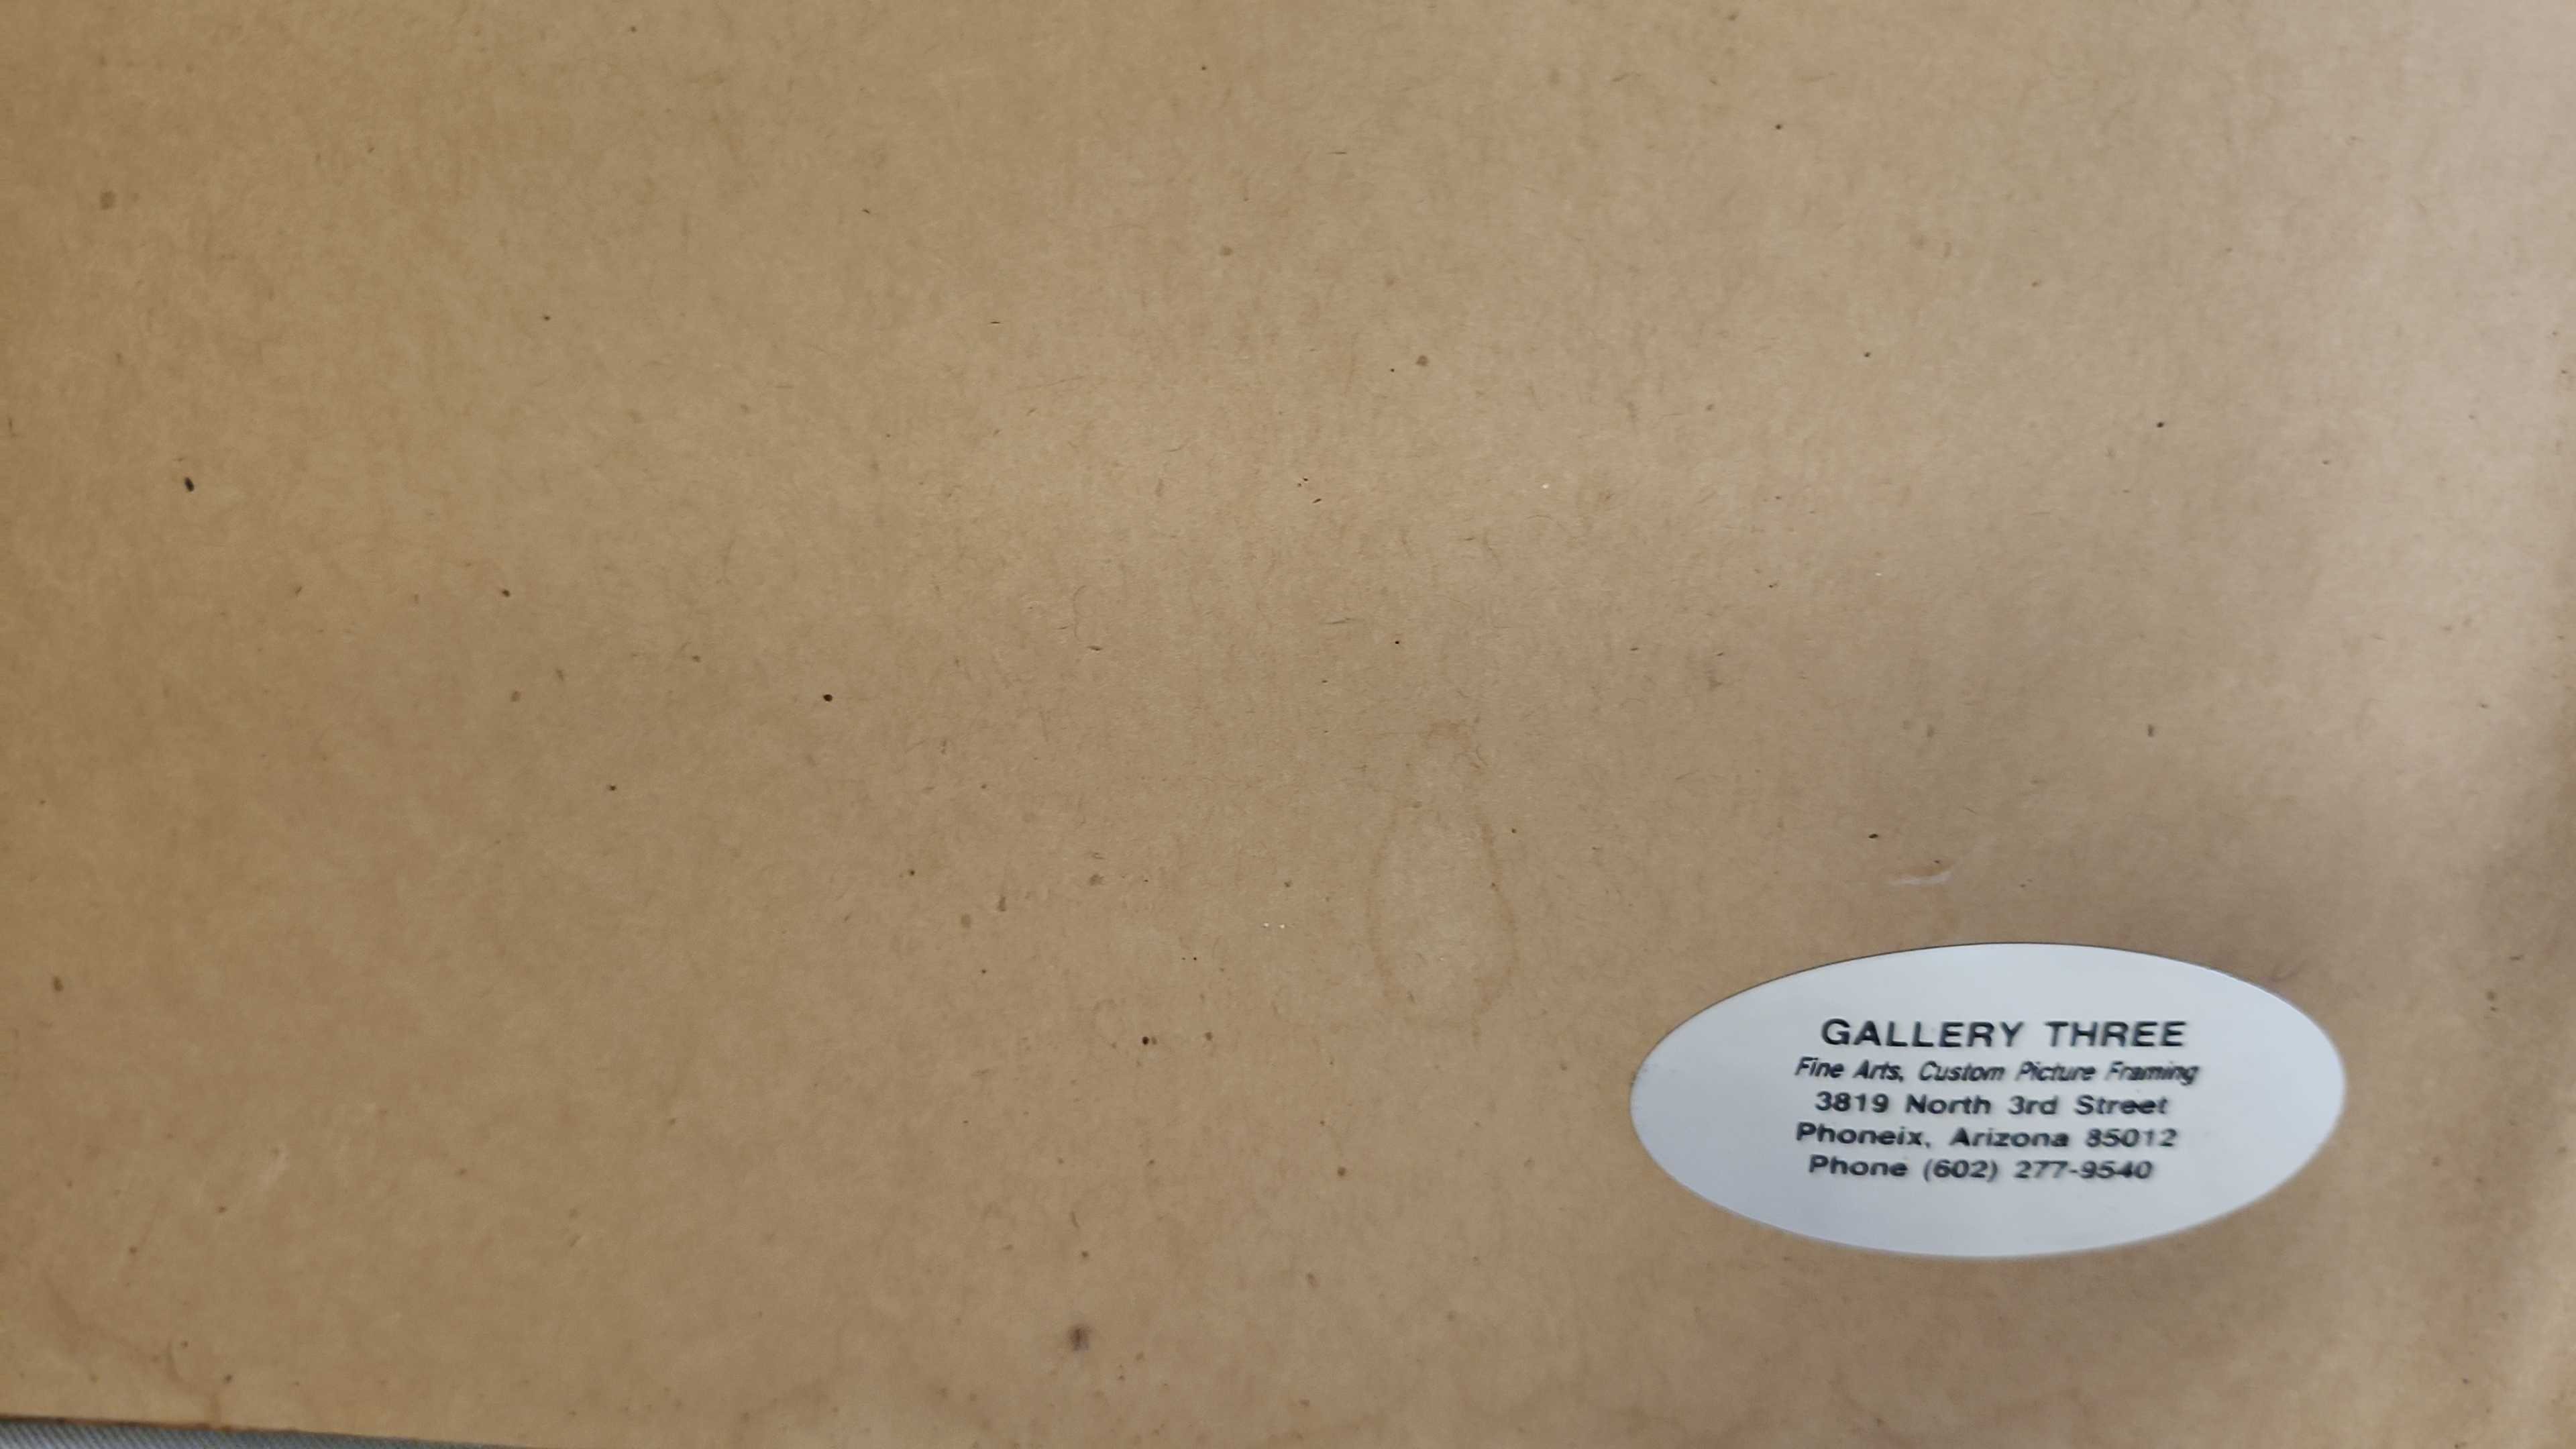 GALLERY THREE
Fine Arts, Custom Picture Framing
3819 North 3rd Street
Phoneix, Arizona 85012
Phone (602) 277-9540